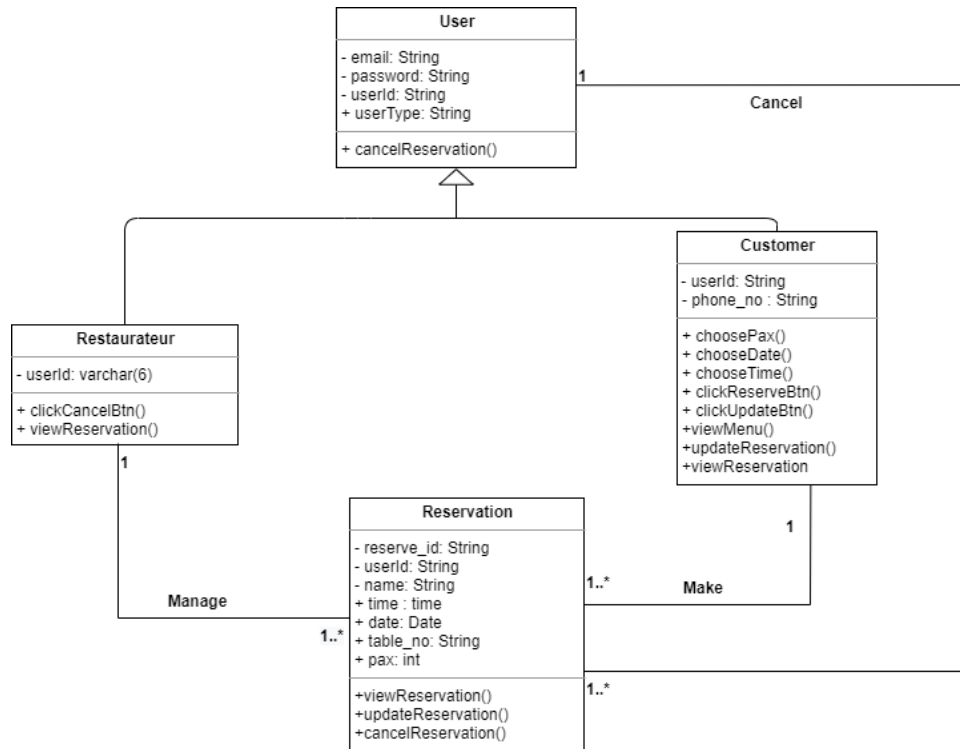 User
- email: String
- password: String
- userId: String
+ userType: String
+ cancelReservation()
1
Cancel
Restaurateur
- userId: varchar(6)
+ clickCancelBtn()
+ viewReservation()
1
Customer
- userId: String
- phone_no : String
+ choosePax()
+ chooseDate()
+ chooseTime()
+ clickReserveBtn()
+ clickUpdateBtn()
+viewMenu()
+updateReservation()
+viewReservation
1
Manage
1..*
Reservation
- reserve_id: String
- userId: String
- name: String
+ time : time
+ date: Date
+ table_no: String
+ pax: int
+viewReservation()
+updateReservation()
+cancelReservation()
1..*
Make
1..*